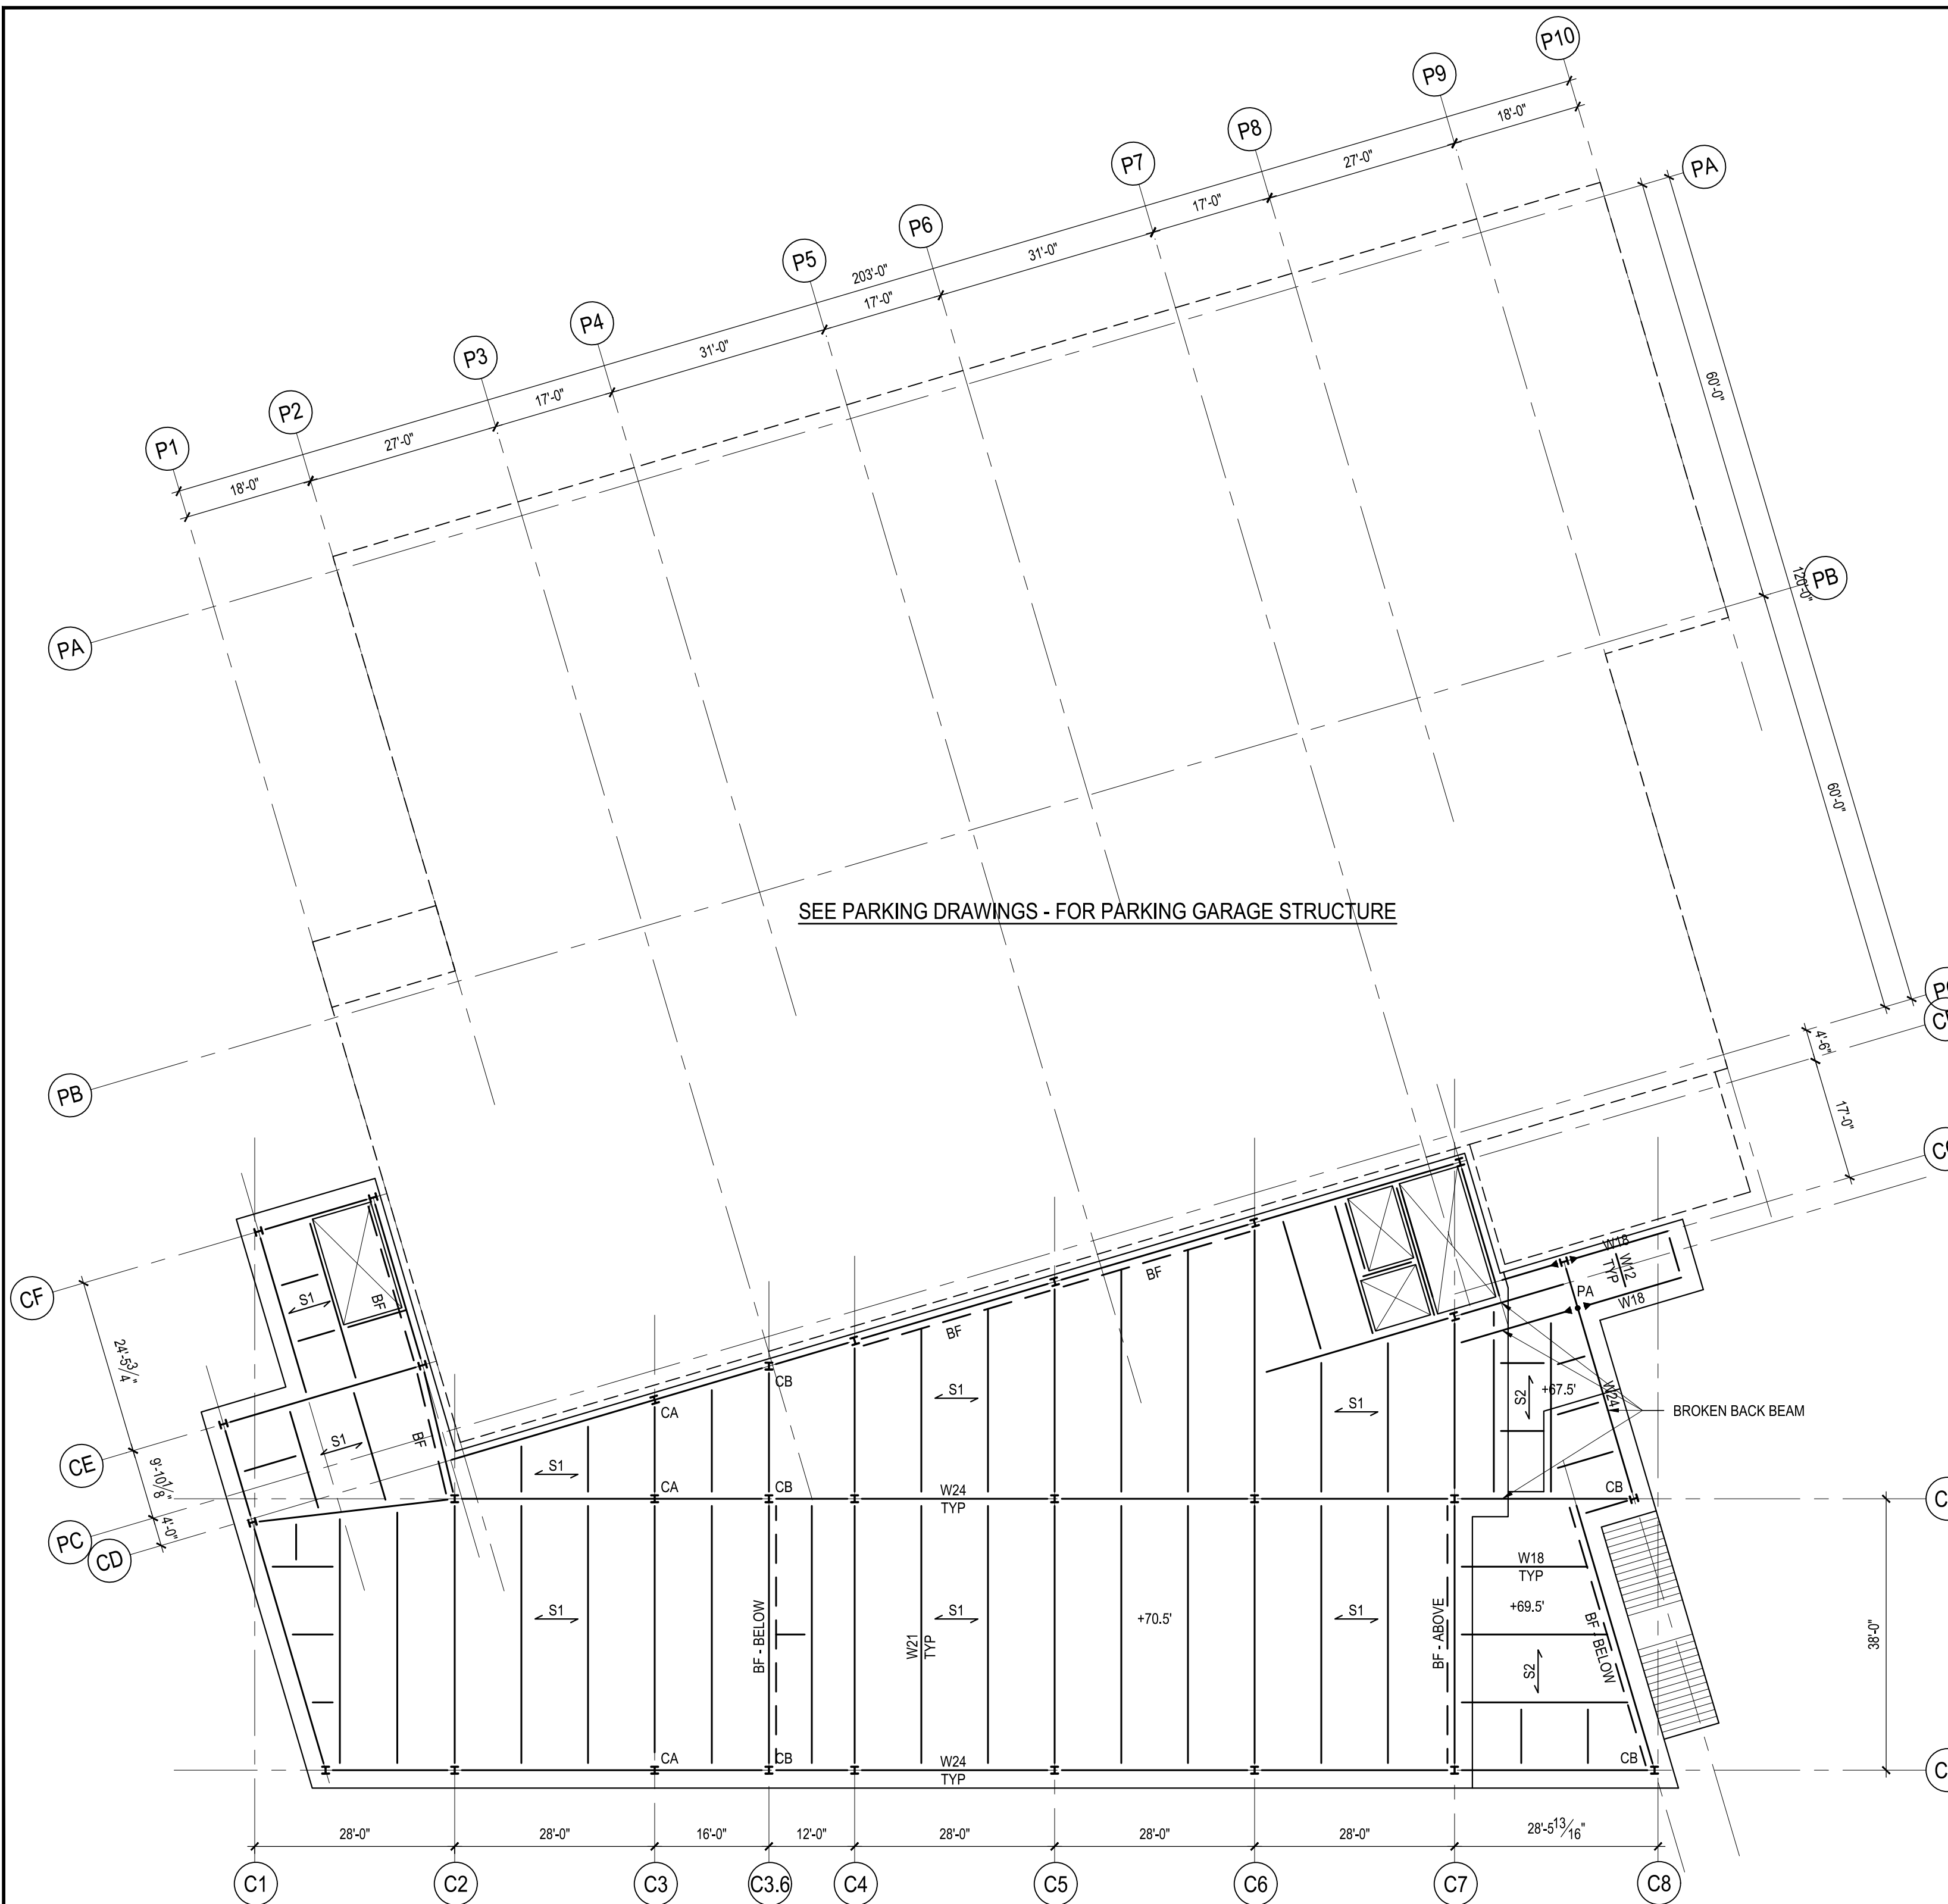 P10
P9
18'-0"
P8
27'-0"
PA
P7
17'-0"
P6
31'-0"
P5
203'-0"
17'-0"
P4
31'-0"
P3
17'-0"
P2
27'-0"
P1
18'-0"
60'-0"
120'-0"
PB
PA
60'-0"
SEE PARKING DRAWINGS - FOR PARKING GARAGE STRUCTURE
4'-6"
PB
17'-0"
CF
24'-5 3/4"
S1
BF
BF
BF
W18
W12
TYP
PA
W18
CA
CB
S1
S1
S2
+67.5'
W24
BROKEN BACK BEAM
CE
S1
BF
S1
9'-10 1/8"
CA
CB
W24
TYP
CB
PC
4'-0"
CD
W18
TYP
S1
BF - BELOW
S1
W21
TYP
+70.5'
S1
BF - ABOVE
+69.5'
BF - BELOW
S2
38'-0"
CA
CB
W24
TYP
CB
28'-0"
28'-0"
16'-0"
12'-0"
28'-0"
28'-0"
28'-0"
28'-5 13/16"
C1
C2
C3
C3.6
C4
C5
C6
C7
C8